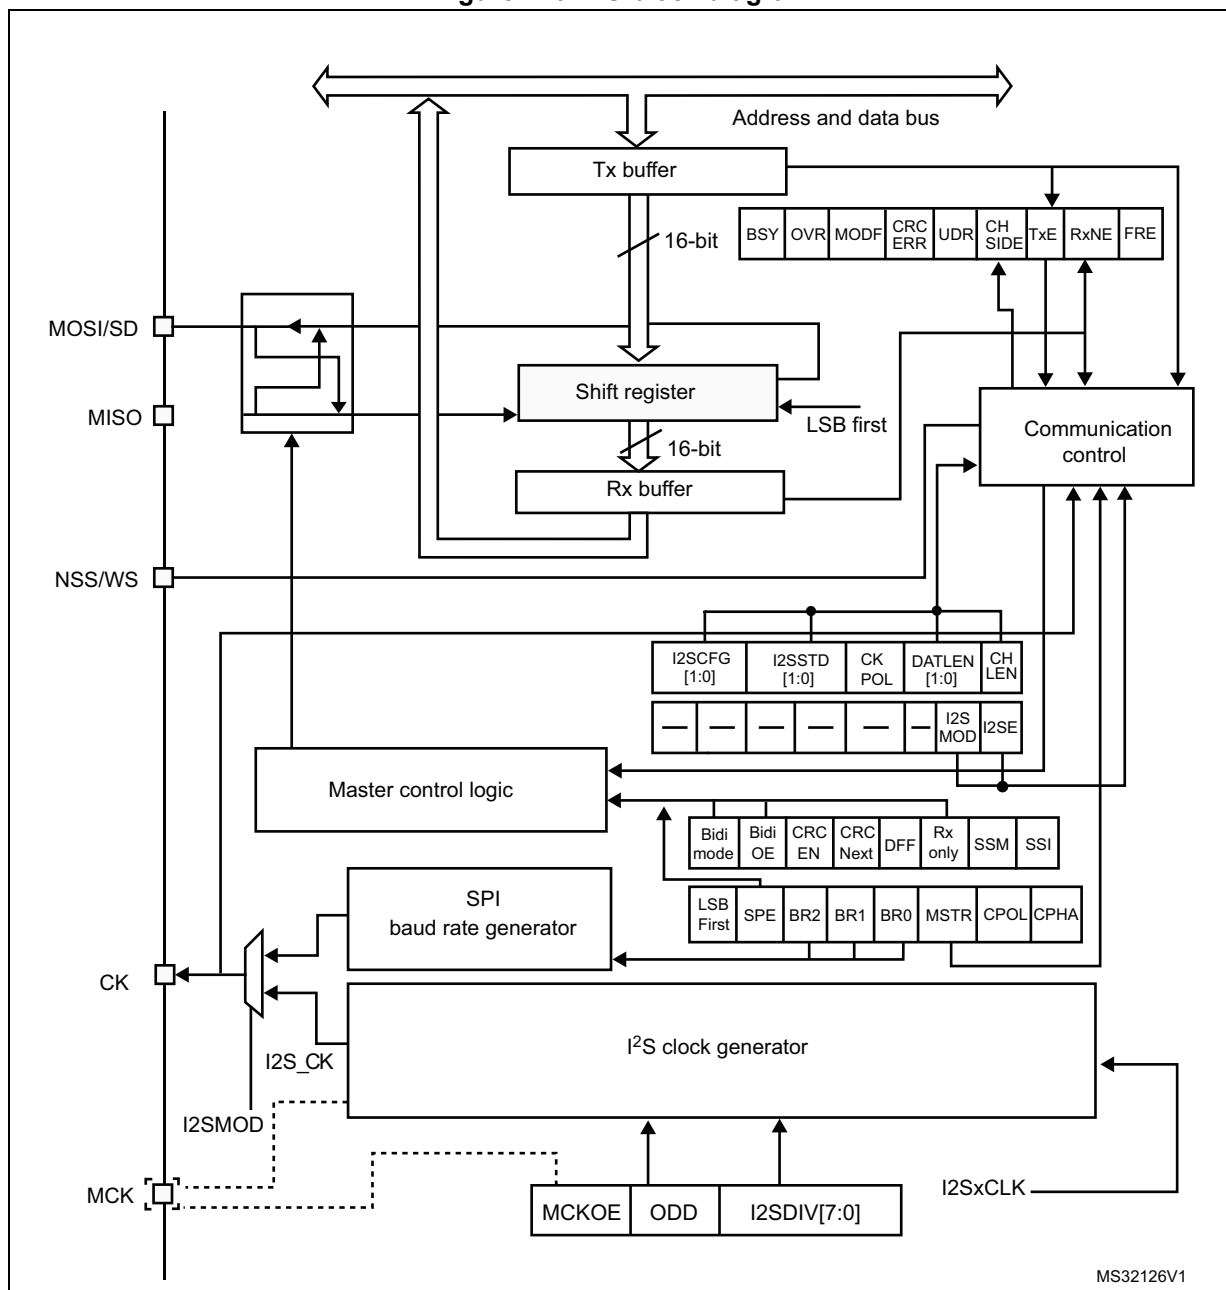 Address and data bus
Tx buffer
16-bit
BSY OVR MODF CRC ERR UDR CH SIDE TxE RxNE FRE
MOSI/SD
Shift register
MISO
LSB first
Communication
control
16-bit
Rx buffer
NSS/WS
I2SCFG [1:0] I2SSTD [1:0] CK POL DATLEN [1:0] CH LEN
— — — — — — I2S MOD I2SE
Master control logic
Bidi mode Bidi OE CRC EN CRC Next DFF Rx only SSM SSI
LSB First SPE BR2 BR1 BR0 MSTR CPOL CPHA
SPI
baud rate generator
CK
I²S clock generator
I2S_CK
I2SMOD
MCK
I2SxCLK
MCKOE ODD I2SDIV[7:0]
MS32126V1